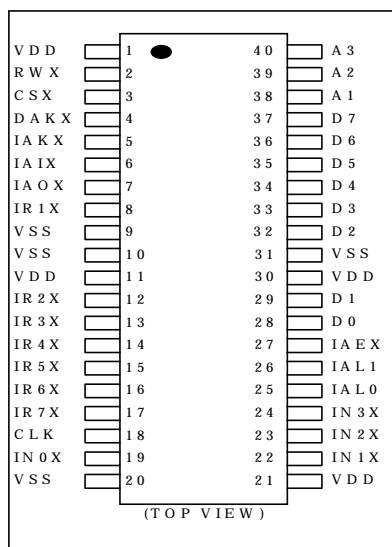 VDD 1 40 A3
RWX 2 39 A2
CSX 3 38 A1
DAKX 4 37 D7
IAKX 5 36 D6
IAIX 6 35 D5
IAOX 7 34 D4
IR1X 8 33 D3
VSS 9 32 D2
VSS 10 31 VSS
VDD 11 30 VDD
IR2X 12 29 D1
IR3X 13 28 D0
IR4X 14 27 IAEX
IR5X 15 26 IAL1
IR6X 16 25 IAL0
IR7X 17 24 IN3X
CLK 18 23 IN2X
IN0X 19 22 IN1X
VSS 20 21 VDD
(TOP VIEW)